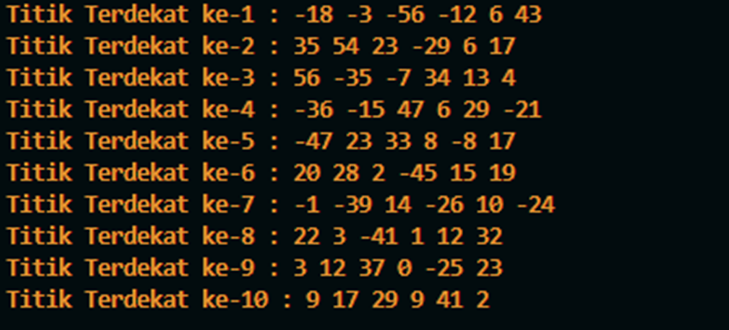 Titik Terdekat ke-1 : -18 -3 -56 -12 6 43
Titik Terdekat ke-2 : 35 54 23 -29 6 17
Titik Terdekat ke-3 : 56 -35 -7 34 13 4
Titik Terdekat ke-4 : -36 -15 47 6 29 -21
Titik Terdekat ke-5 : -47 23 33 8 -8 17
Titik Terdekat ke-6 : 20 28 2 -45 15 19
Titik Terdekat ke-7 : -1 -39 14 -26 10 -24
Titik Terdekat ke-8 : 22 3 -41 1 12 32
Titik Terdekat ke-9 : 3 12 37 0 -25 23
Titik Terdekat ke-10 : 9 17 29 9 41 2